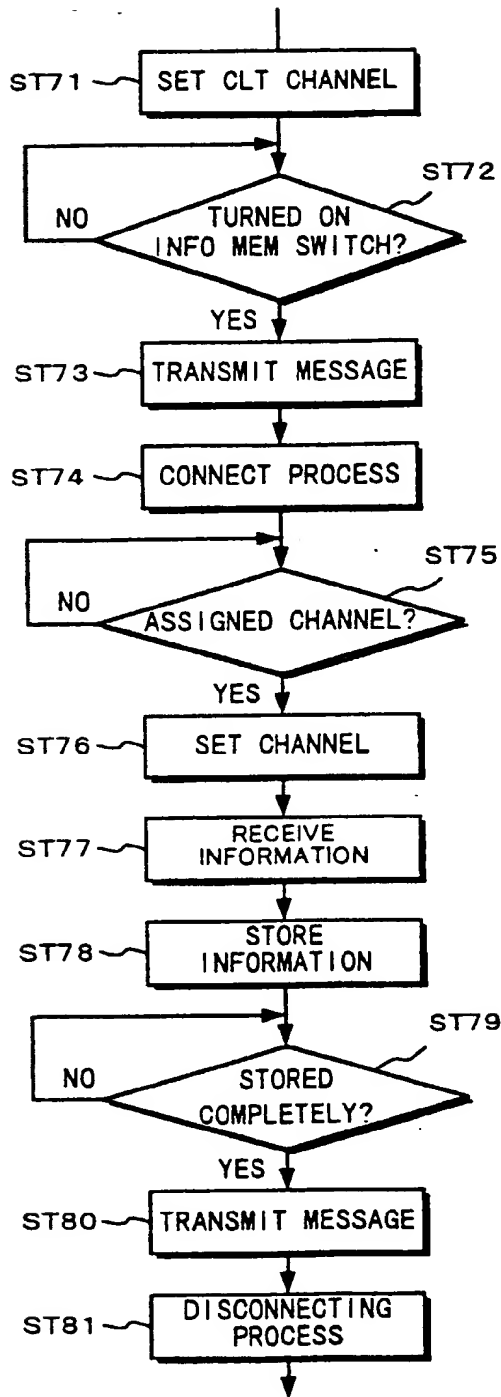 ST71
SET CLT CHANNEL
ST72
NO
TURNED ON
INFO MEM SWITCH?
YES
ST73
TRANSMIT MESSAGE
ST74
CONNECT PROCESS
ST75
NO
ASSIGNED CHANNEL?
YES
ST76
SET CHANNEL
ST77
RECEIVE
INFORMATION
ST78
STORE
INFORMATION
ST79
NO
STORED
COMPLETELY?
YES
ST80
TRANSMIT MESSAGE
ST81
DISCONNECTING
PROCESS